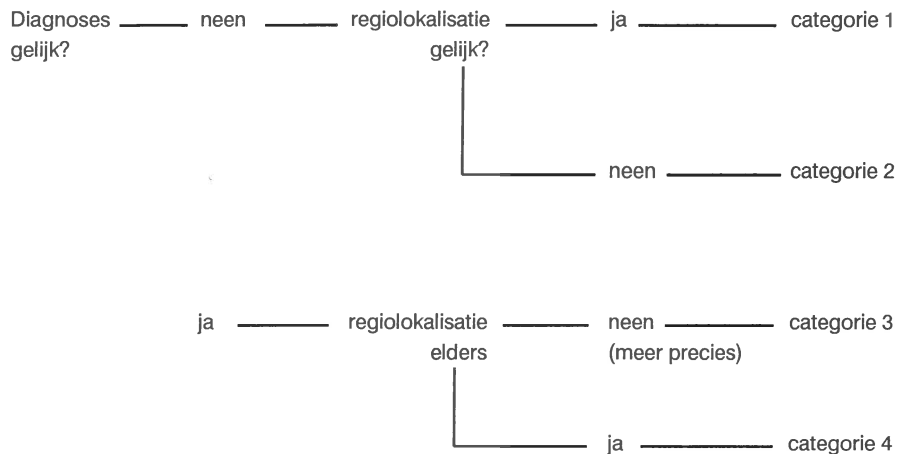 Diagnoses neen regiolokalisatie ja categorie 1
gelijk? gelijk?
neen categorie 2
ja regiolokalisatie neen categorie 3
elders (meer precies)
ja categorie 4